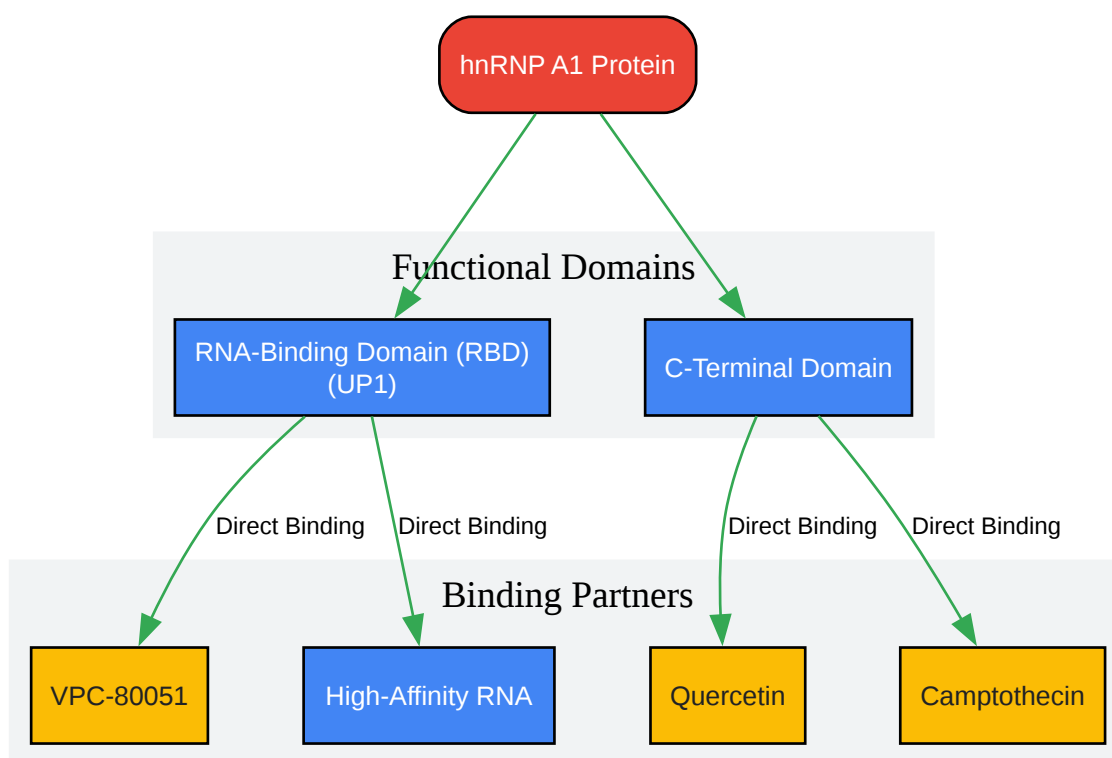 hnRNP A1 Protein
Functional Domains
RNA-Binding Domain (RBD)
(UP1)
C-Terminal Domain
Direct Binding
Direct Binding
Direct Binding
Direct Binding
Binding Partners
VPC-80051
High-Affinity RNA
Quercetin
Camptothecin